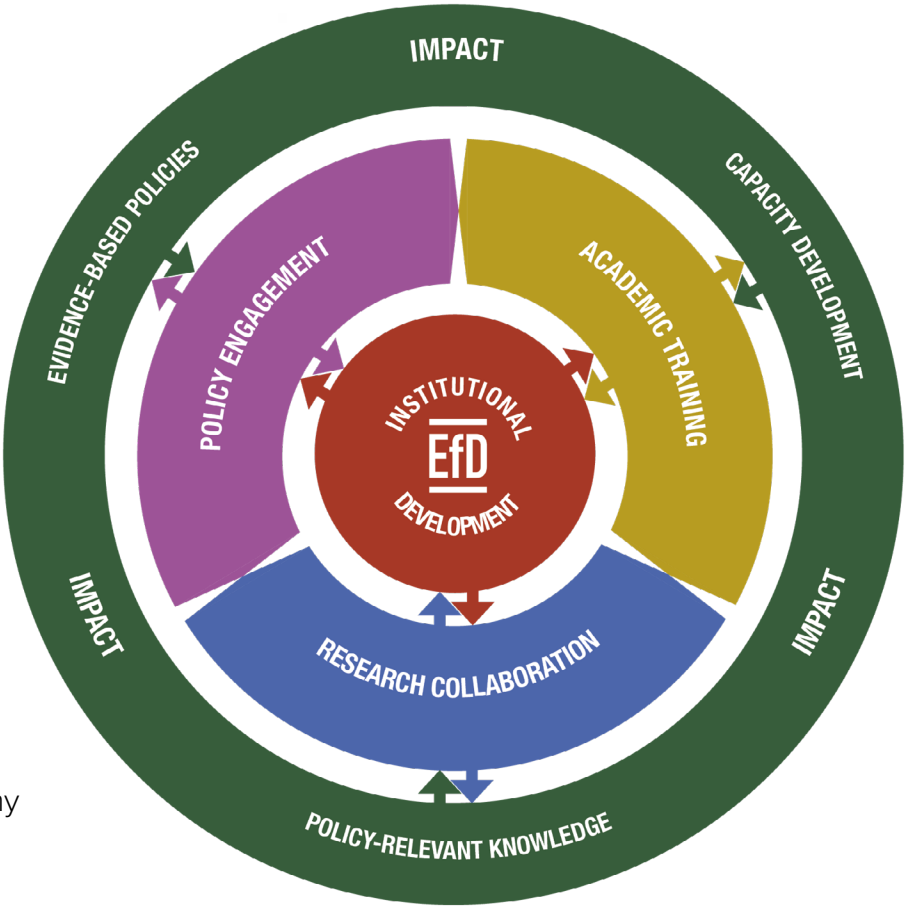 IMPACT
EVIDENCE-BASED POLICIES
CAPACITY DEVELOPMENT
POLICY ENGAGEMENT
ACADEMIC TRAINING
INSTITUTIONAL
EfD
DEVELOPMENT
IMPACT
IMPACT
RESEARCH COLLABORATION
POLICY-RELEVANT KNOWLEDGE